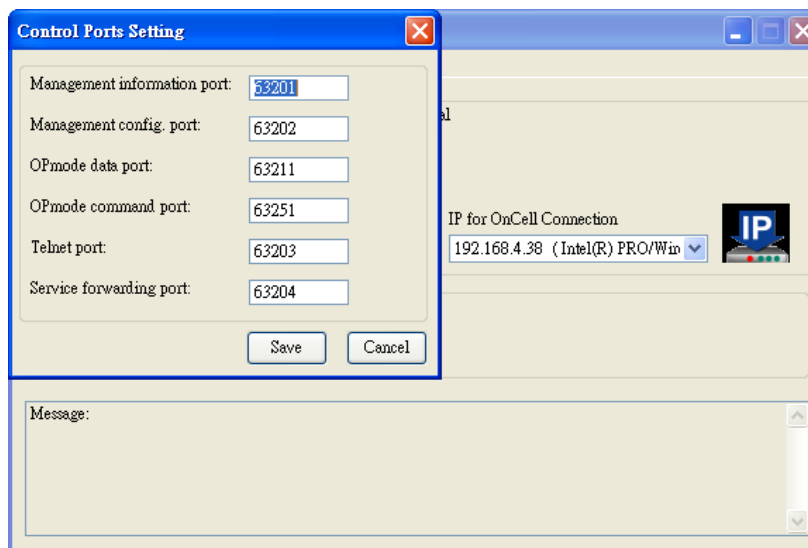 Control Ports Setting
Management information port: 63201
Management config. port: 63202
OPmode data port: 63211
OPmode command port: 63251
Telnet port: 63203
Service forwarding port: 63204
Save Cancel
al
IP for OnCell Connection
192.168.4.38 ( Intel(R) PRO/Win
IP
Message: